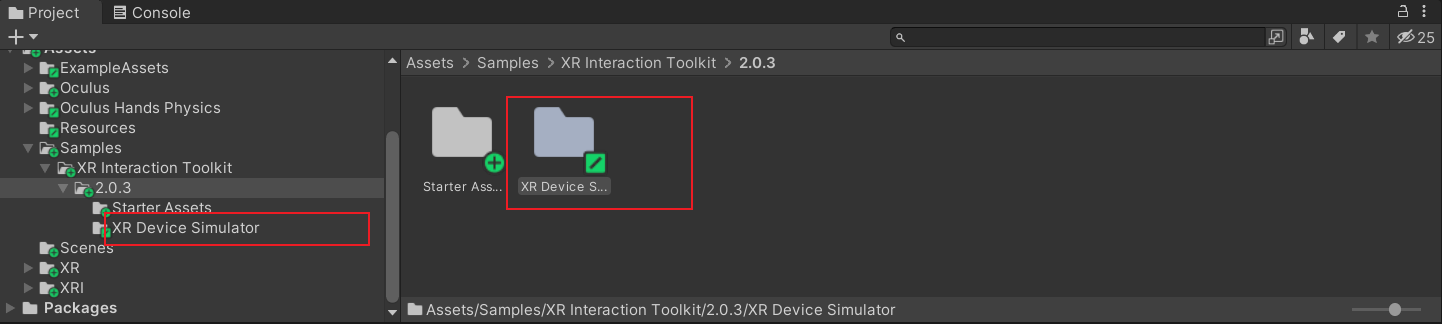 Project
Console
25
Assets
ExampleAssets
Oculus
Oculus Hands Physics
Resources
Samples
XR Interaction Toolkit
2.0.3
Starter Assets
XR Device Simulator
Scenes
XR
XRI
Packages
Assets > Samples > XR Interaction Toolkit > 2.0.3
Starter Ass...
XR Device S...
Assets/Samples/XR Interaction Toolkit/2.0.3/XR Device Simulator